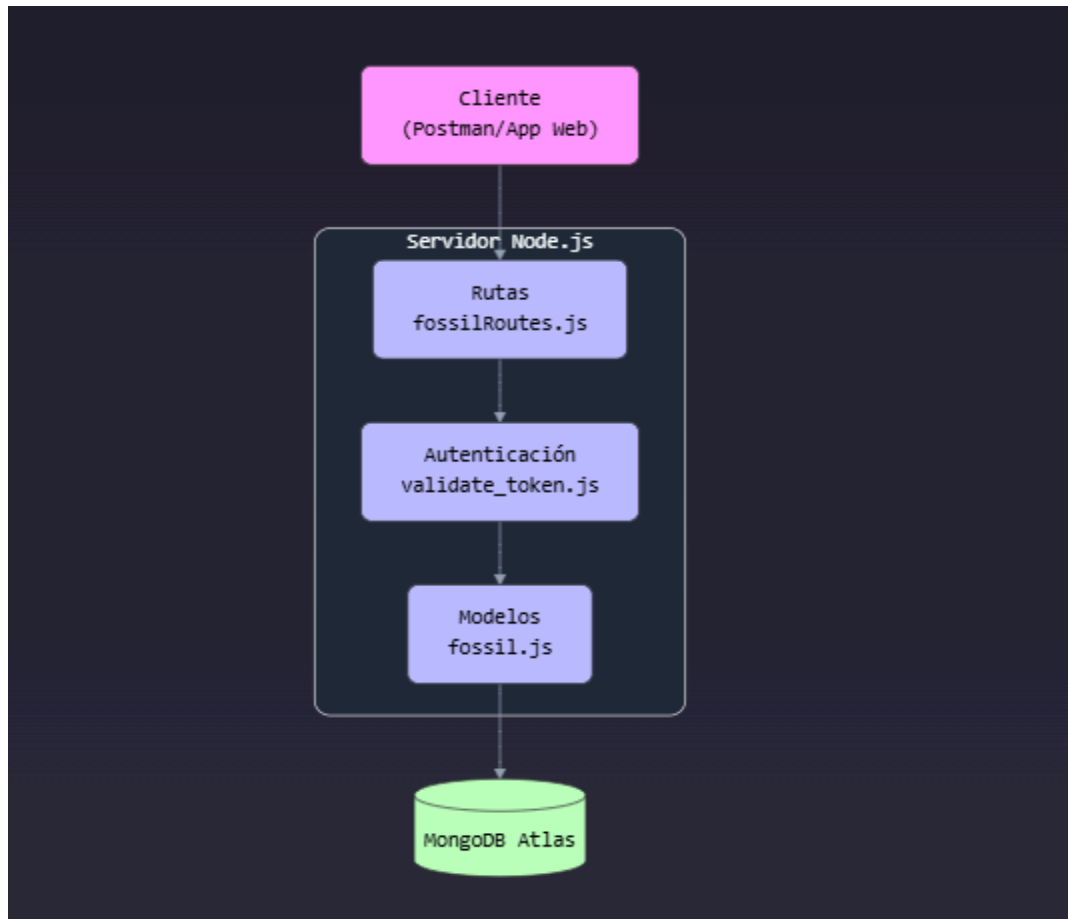 Cliente
(Postman/App Web)
Servidor Node.js
Rutas
fossilRoutes.js
Autenticación
validate_token.js
Modelos
fossil.js
MongoDB Atlas